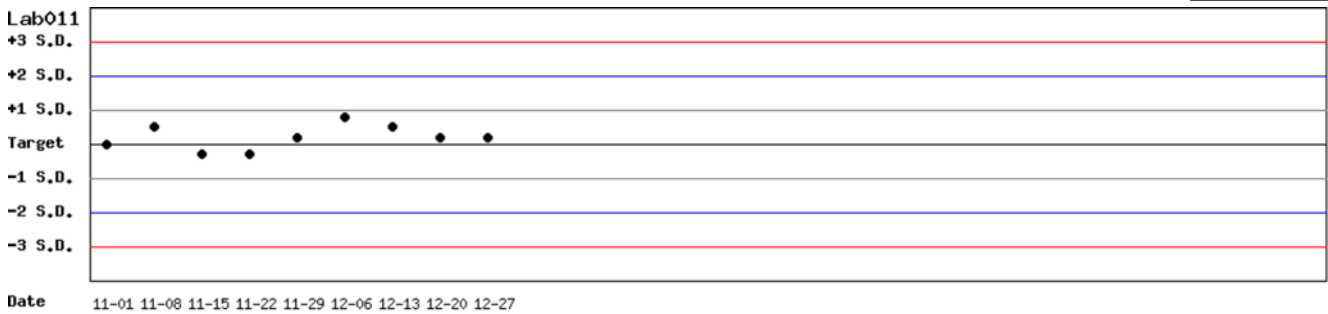 Lab011
+3 S.D.
+2 S.D.
+1 S.D.
Target
-1 S.D.
-2 S.D.
-3 S.D.
Date 11-01 11-08 11-15 11-22 11-29 12-06 12-13 12-20 12-27